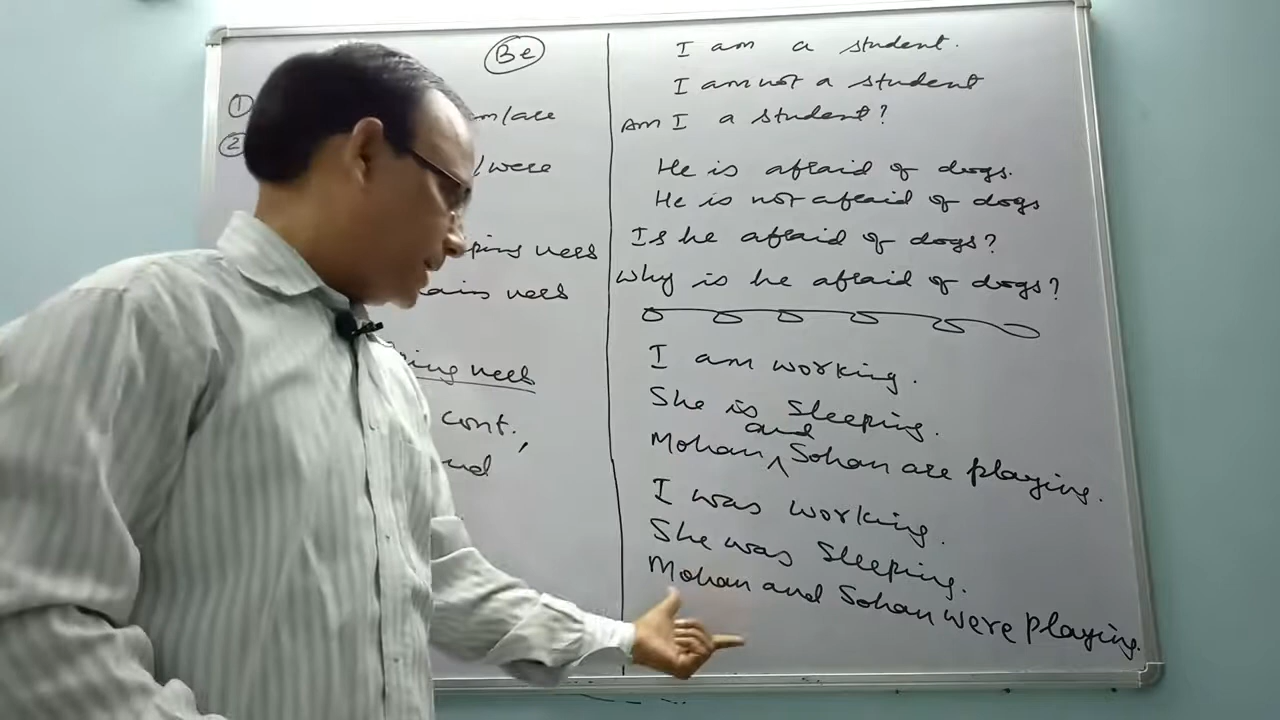 Be
①
/are
②
/were
verb
verb
verb
cont.,
I am a student.
I am not a student
Am I a student?
He is afraid of dogs.
He is not afraid of dogs
Is he afraid of dogs?
Why is he afraid of dogs?
I am working.
She is sleeping.
Mohan and Sohan are playing.
I was working.
She was sleeping.
Mohan and Sohan were playing.